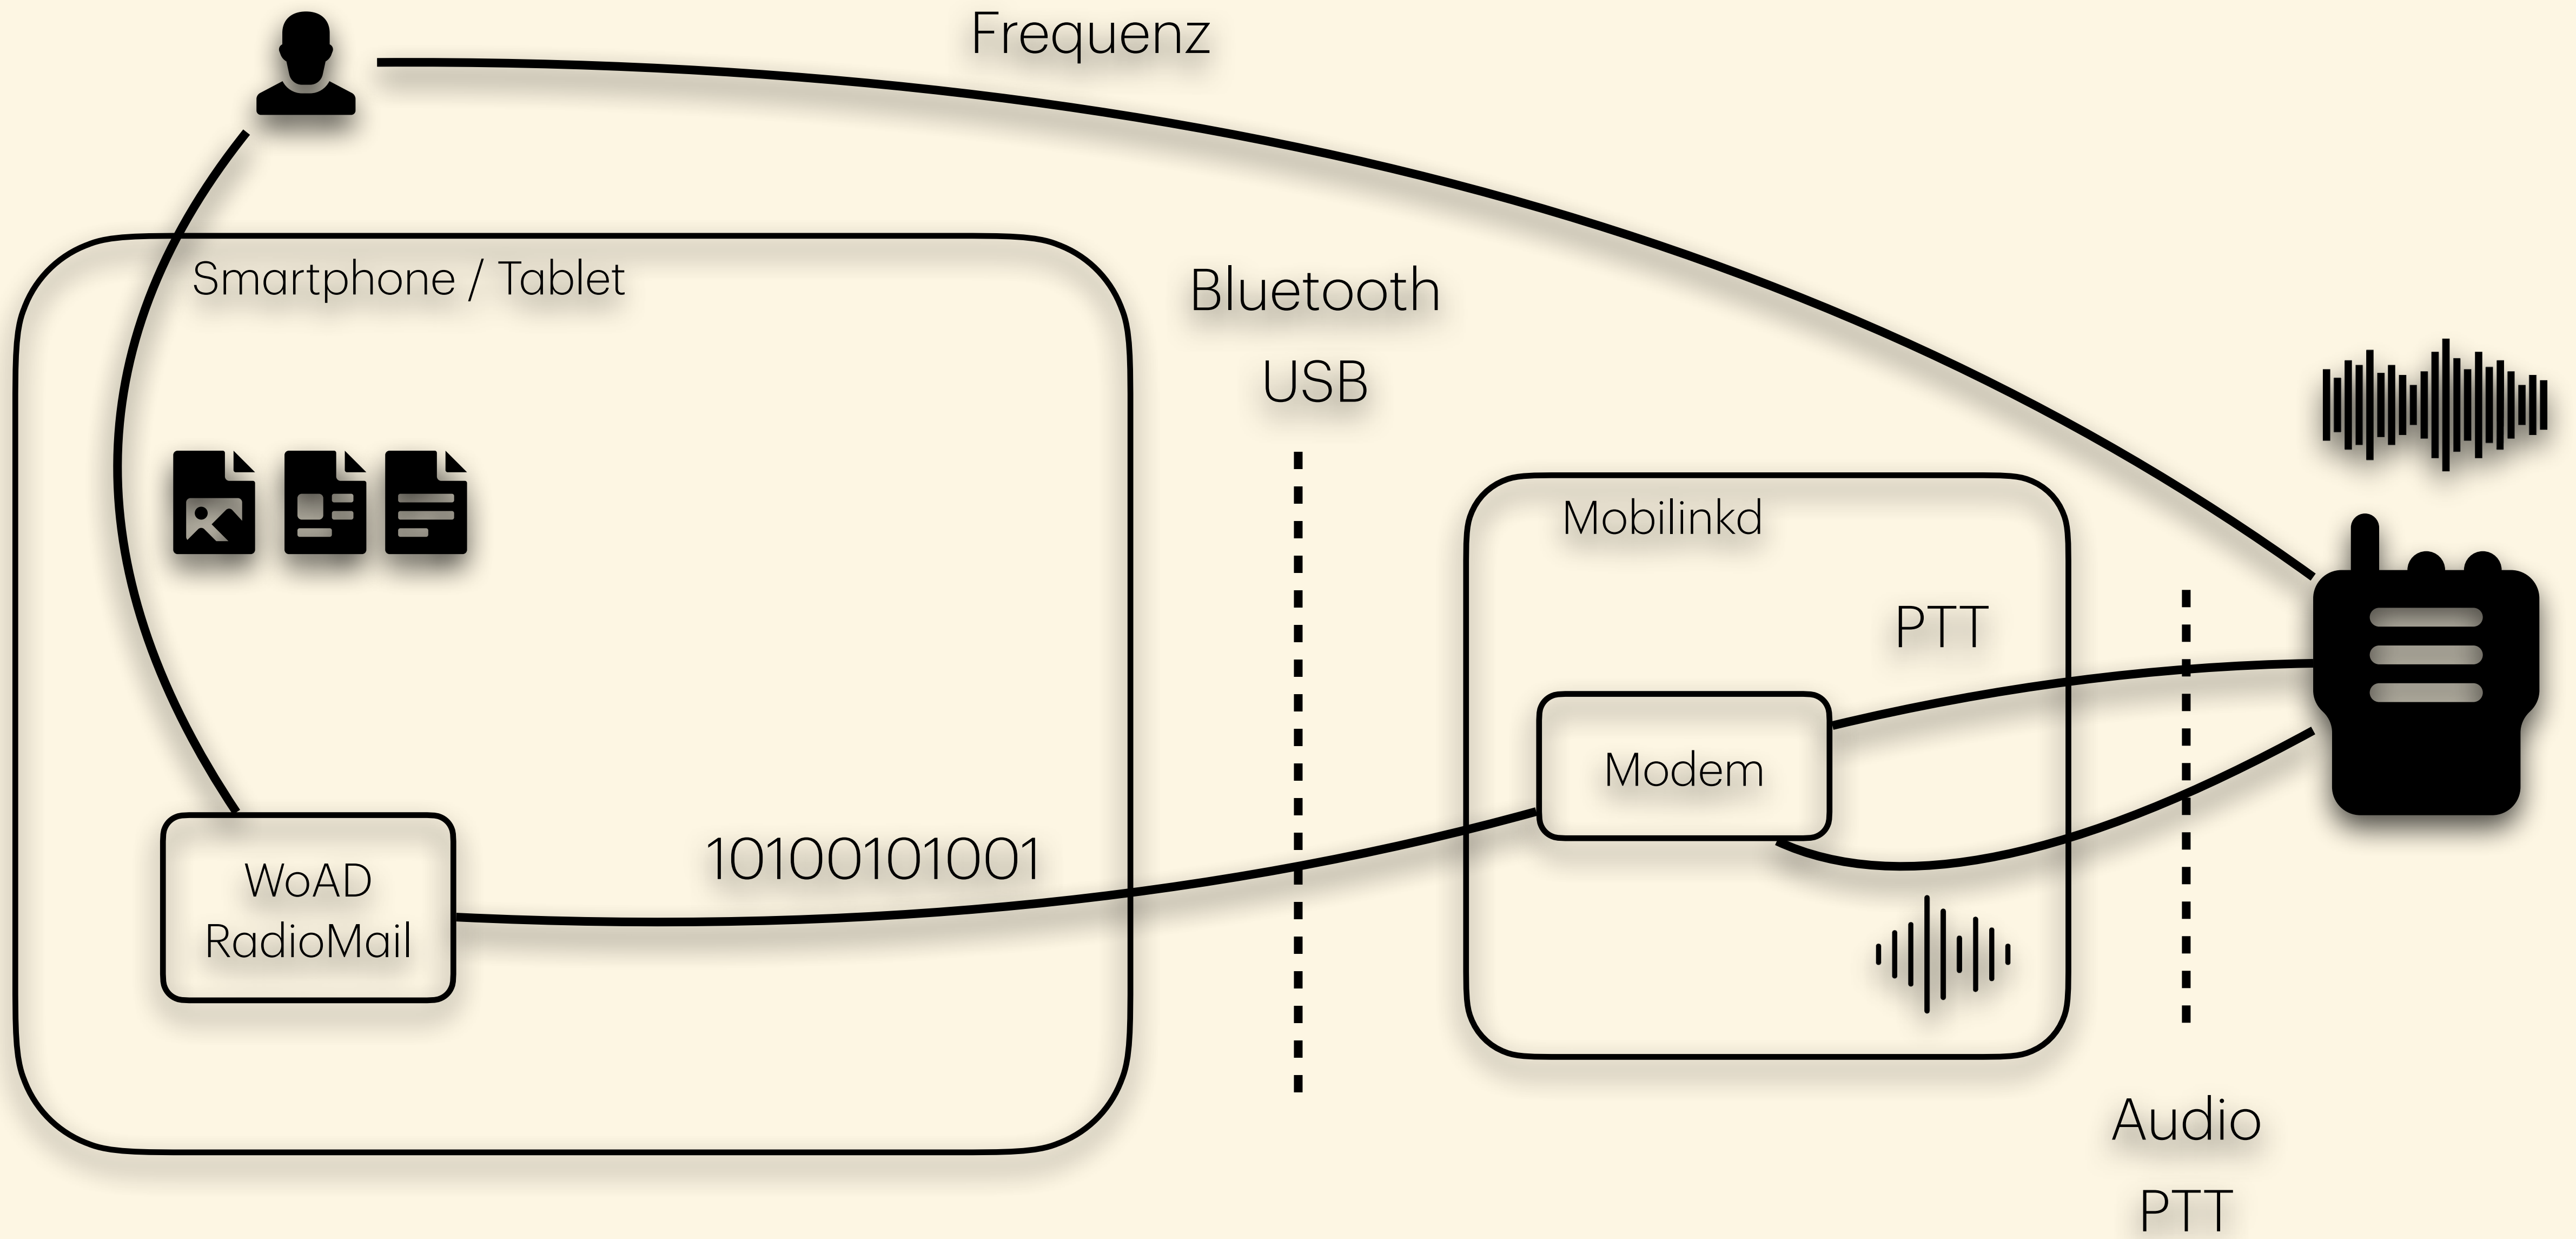 Frequenz
Smartphone / Tablet
Bluetooth
USB
Mobilinkd
PTT
Modem
10100101001
WoAD
RadioMail
Audio
PTT